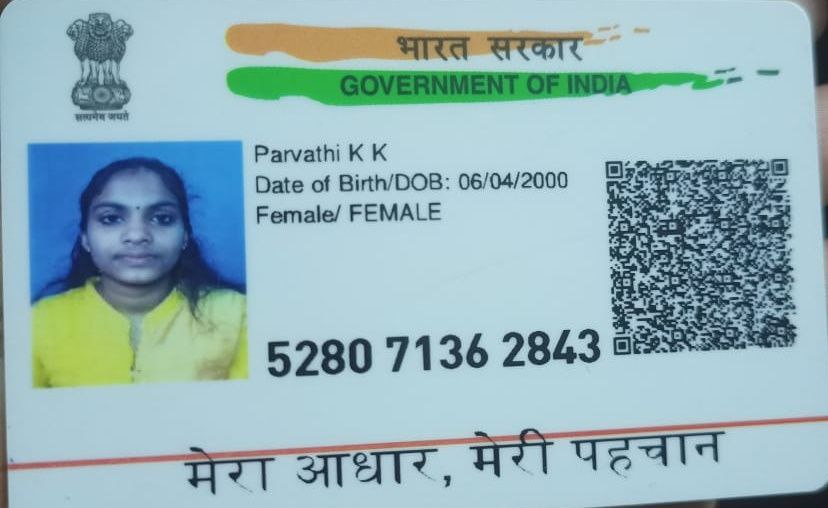 भारत सरकार
GOVERNMENT OF INDIA
सत्यमेव जयते
Parvathi K K
Date of Birth/DOB: 06/04/2000
Female/ FEMALE
5280 7136 2843
मेरा आधार, मेरी पहचान